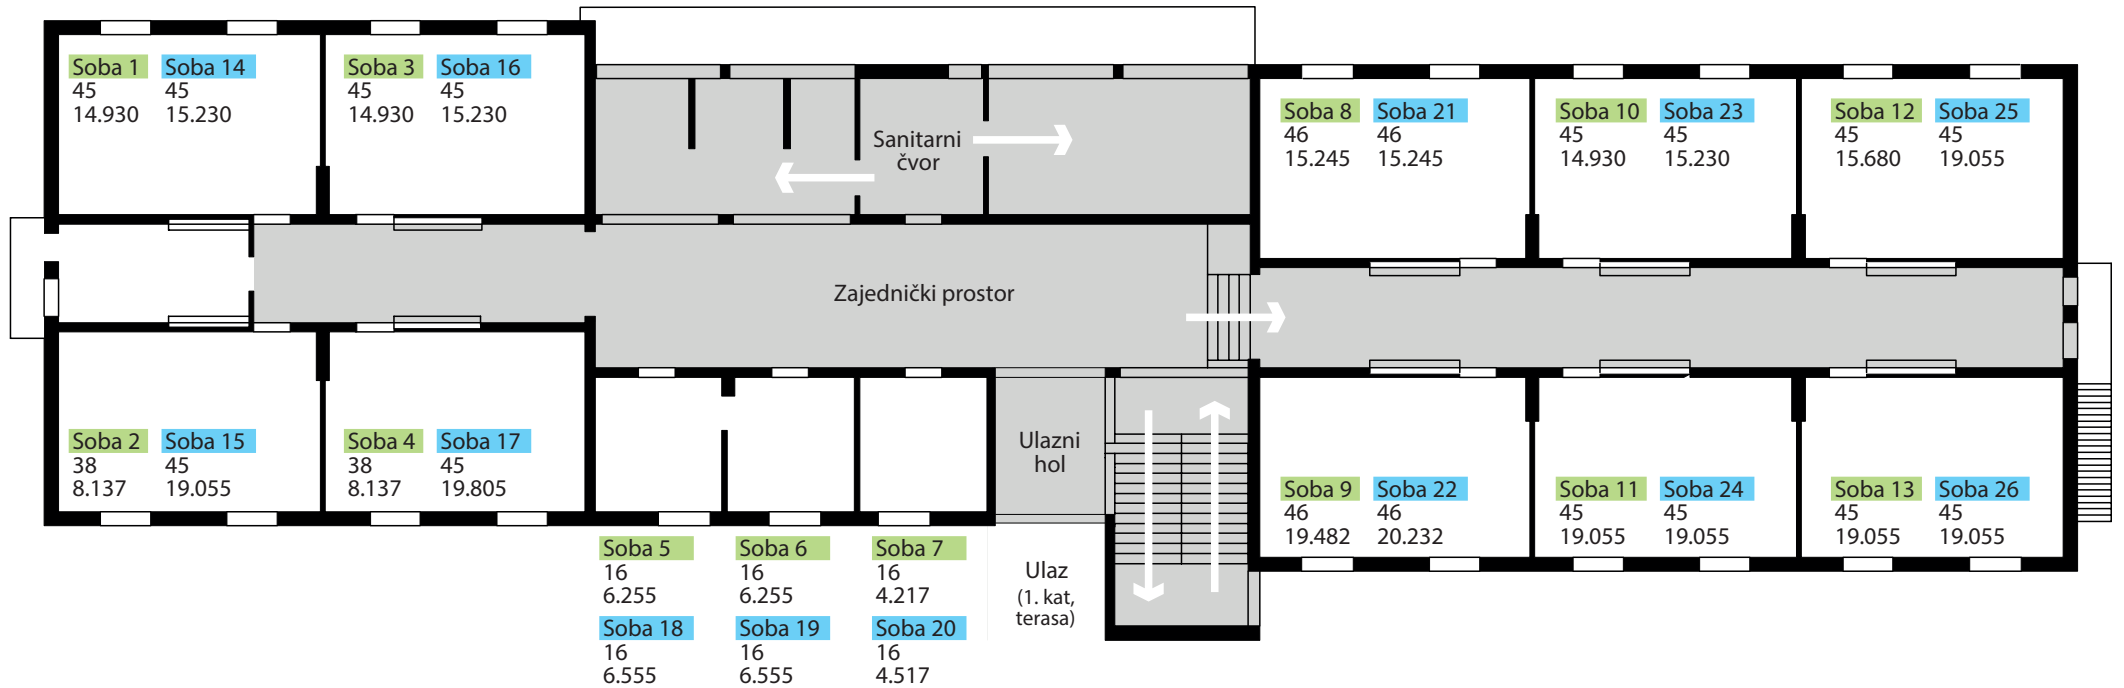 Soba 1 Soba 14
45 45
14.930 15.230
Soba 3 Soba 16
45 45
14.930 15.230
Sanitarni
čvor
Soba 8 Soba 21
46 46
15.245 15.245
Soba 10 Soba 23
45 45
14.930 15.230
Soba 12 Soba 25
45 45
15.680 19.055
Zajednički prostor
Soba 2 Soba 15
38 45
8.137 19.055
Soba 4 Soba 17
38 45
8.137 19.805
Ulazni
hol
Soba 9 Soba 22
46 46
19.482 20.232
Soba 11 Soba 24
45 45
19.055 19.055
Soba 13 Soba 26
45 45
19.055 19.055
Soba 5
16
6.255
Soba 6
16
6.255
Soba 7
16
4.217
Soba 18
16
6.555
Soba 19
16
6.555
Soba 20
16
4.517
Ulaz
(1. kat,
terasa)